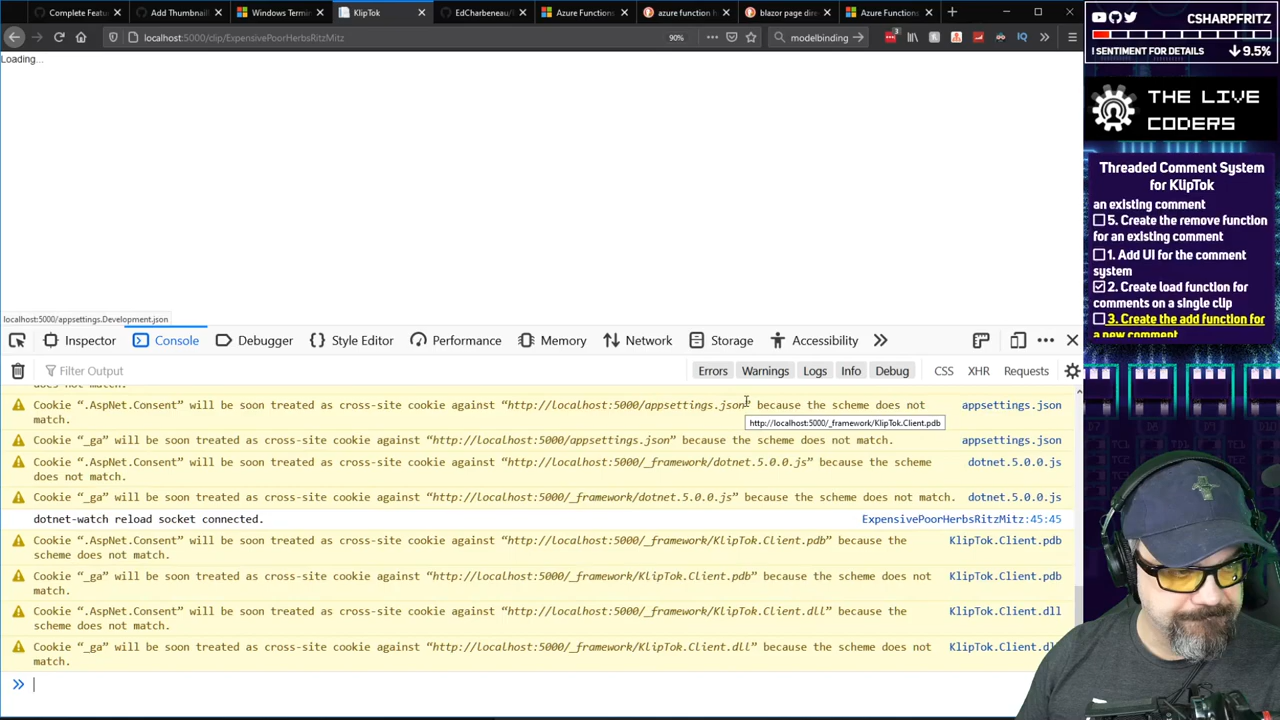 Complete Featu
Add Thumbnail
Windows Termin
KlipTok
EdCharbeneau/b
Azure Functions
azure function h
blazor page dire
Azure Functions
localhost:5000/clip/ExpensivePoorHerbsRitzMitz
90%
modelbinding
Loading...
localhost:5000/appsettings.Development.json
Inspector
Console
Debugger
Style Editor
Performance
Memory
Network
Storage
Accessibility
Filter Output
Errors
Warnings
Logs
Info
Debug
CSS
XHR
Requests
does not match.
Cookie “.AspNet.Consent” will be soon treated as cross-site cookie against “http://localhost:5000/appsettings.json” because the scheme does not appsettings.json
match.
http://localhost:5000/_framework/KlipTok.Client.pdb
Cookie “_ga” will be soon treated as cross-site cookie against “http://localhost:5000/appsettings.json” because the scheme does not match. appsettings.json
Cookie “.AspNet.Consent” will be soon treated as cross-site cookie against “http://localhost:5000/_framework/dotnet.5.0.0.js” because the scheme dotnet.5.0.0.js
does not match.
Cookie “_ga” will be soon treated as cross-site cookie against “http://localhost:5000/_framework/dotnet.5.0.0.js” because the scheme does not match. dotnet.5.0.0.js
dotnet-watch reload socket connected. ExpensivePoorHerbsRitzMitz:45:45
Cookie “.AspNet.Consent” will be soon treated as cross-site cookie against “http://localhost:5000/_framework/KlipTok.Client.pdb” because the KlipTok.Client.pdb
scheme does not match.
Cookie “_ga” will be soon treated as cross-site cookie against “http://localhost:5000/_framework/KlipTok.Client.pdb” because the scheme does not KlipTok.Client.pdb
match.
Cookie “.AspNet.Consent” will be soon treated as cross-site cookie against “http://localhost:5000/_framework/KlipTok.Client.dll” because the KlipTok.Client.dll
scheme does not match.
Cookie “_ga” will be soon treated as cross-site cookie against “http://localhost:5000/_framework/KlipTok.Client.dll” because the scheme does not KlipTok.Client.d
match.
CSHARPFRITZ
! SENTIMENT FOR DETAILS
9.5%
THE LIVE
CODERS
Threaded Comment System
for KlipTok
an existing comment
5. Create the remove function
for an existing comment
1. Add UI for the comment
system
2. Create load function for
comments on a single clip
3. Create the add function for
a new comment